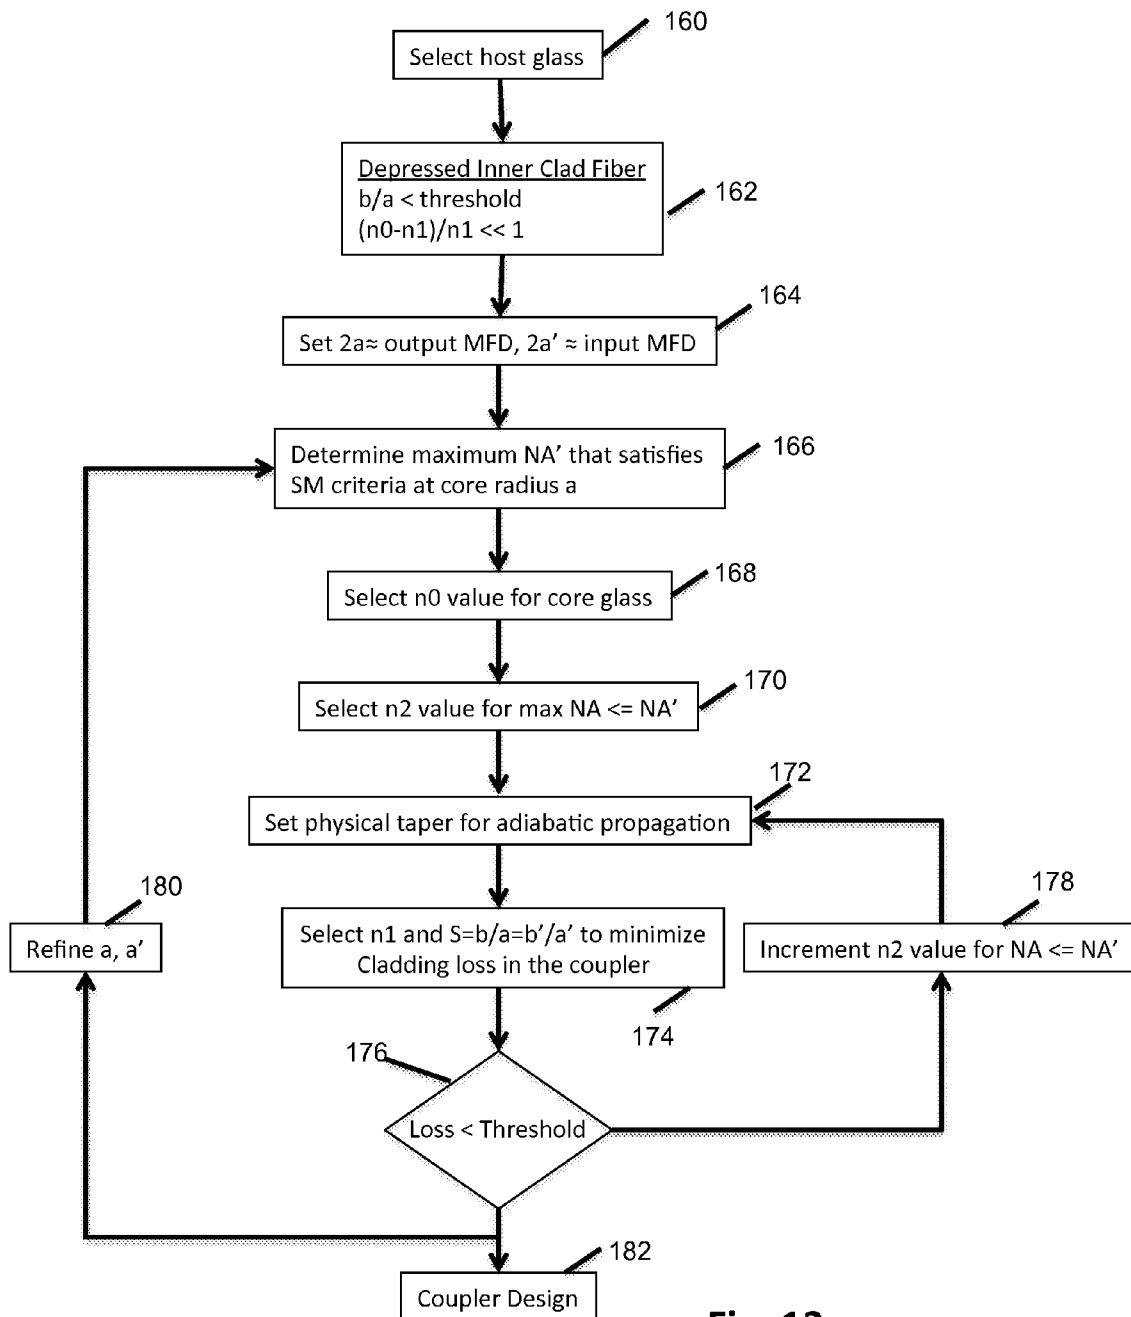 160
Select host glass
Depressed Inner Clad Fiber
b/a < threshold
(n0-n1)/n1 << 1
162
164
Set 2a≈ output MFD, 2a’ ≈ input MFD
Determine maximum NA’ that satisfies
SM criteria at core radius a
166
168
Select n0 value for core glass
170
Select n2 value for max NA <= NA’
172
Set physical taper for adiabatic propagation
180
Refine a, a’
Select n1 and S=b/a=b’/a’ to minimize
Cladding loss in the coupler
174
178
Increment n2 value for NA <= NA’
176
Loss < Threshold
182
Coupler Design